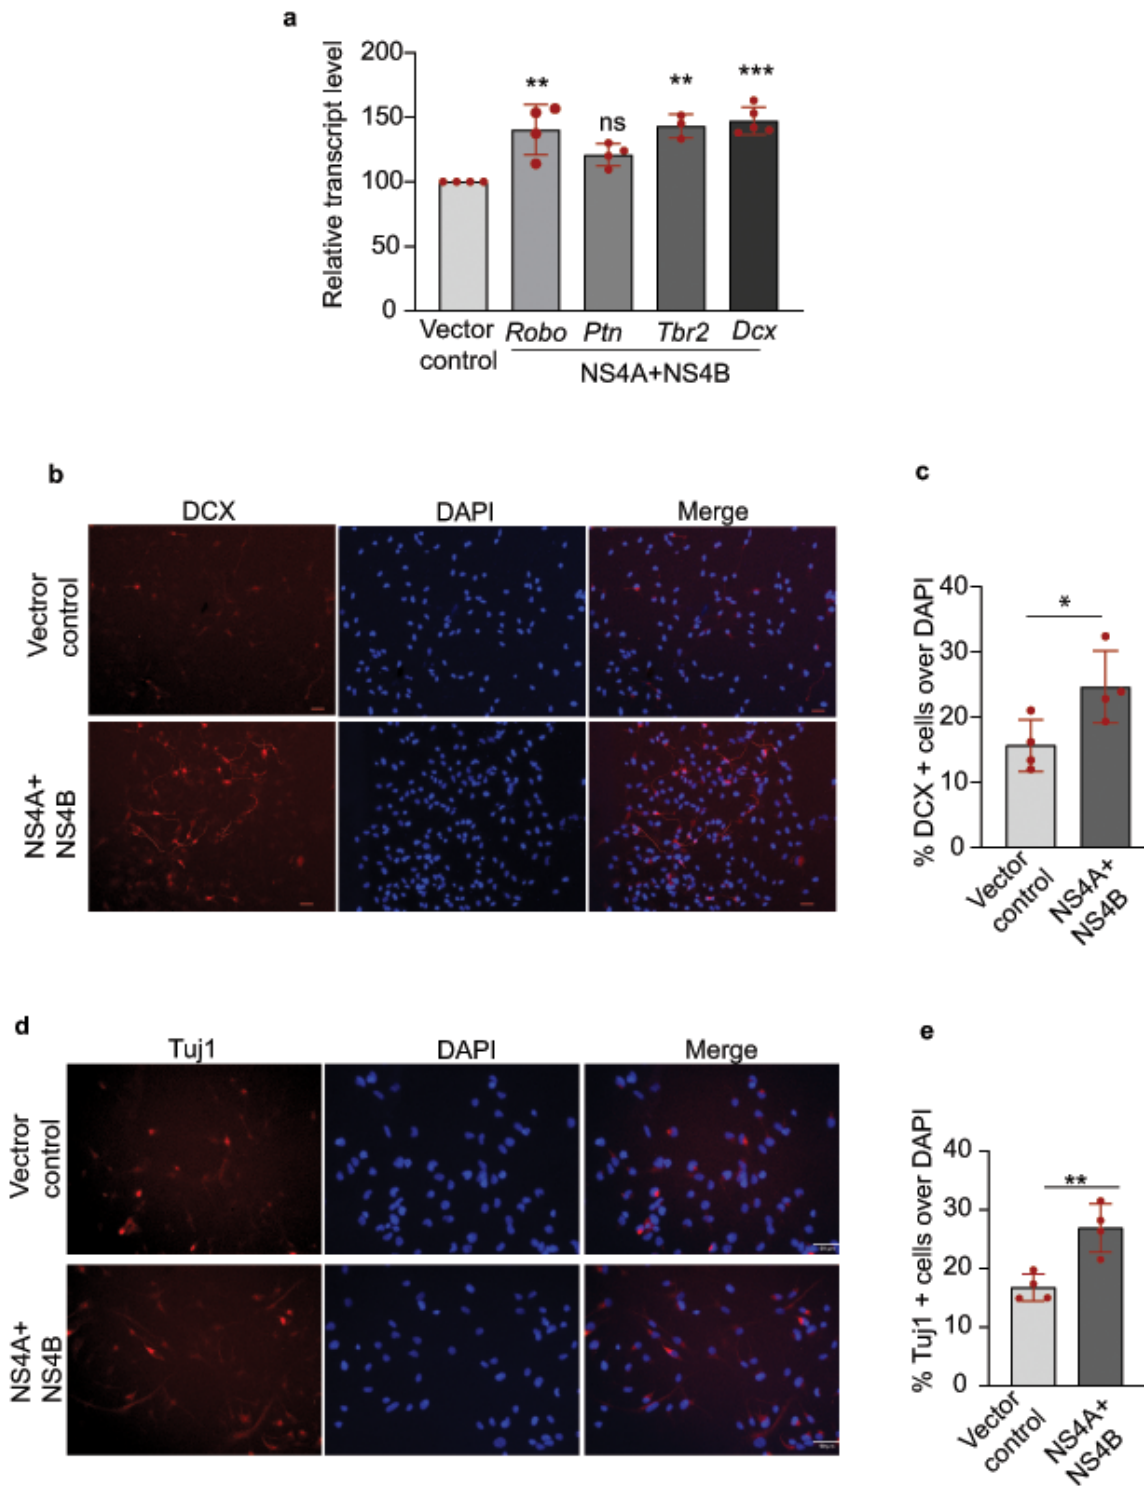 a
Relative transcript level
200
150
100
50
0
** ns ** ***
Vector control
Robo Ptn Tbr2 Dcx
NS4A+NS4B
b
DCX DAPI Merge
Vectror control
NS4A+ NS4B
c
% DCX + cells over DAPI
40
30
20
10
0
*
Vector control
NS4A+ NS4B
d
Tuj1 DAPI Merge
Vectror control
NS4A+ NS4B
e
% Tuj1 + cells over DAPI
40
30
20
10
0
**
Vector control
NS4A+ NS4B